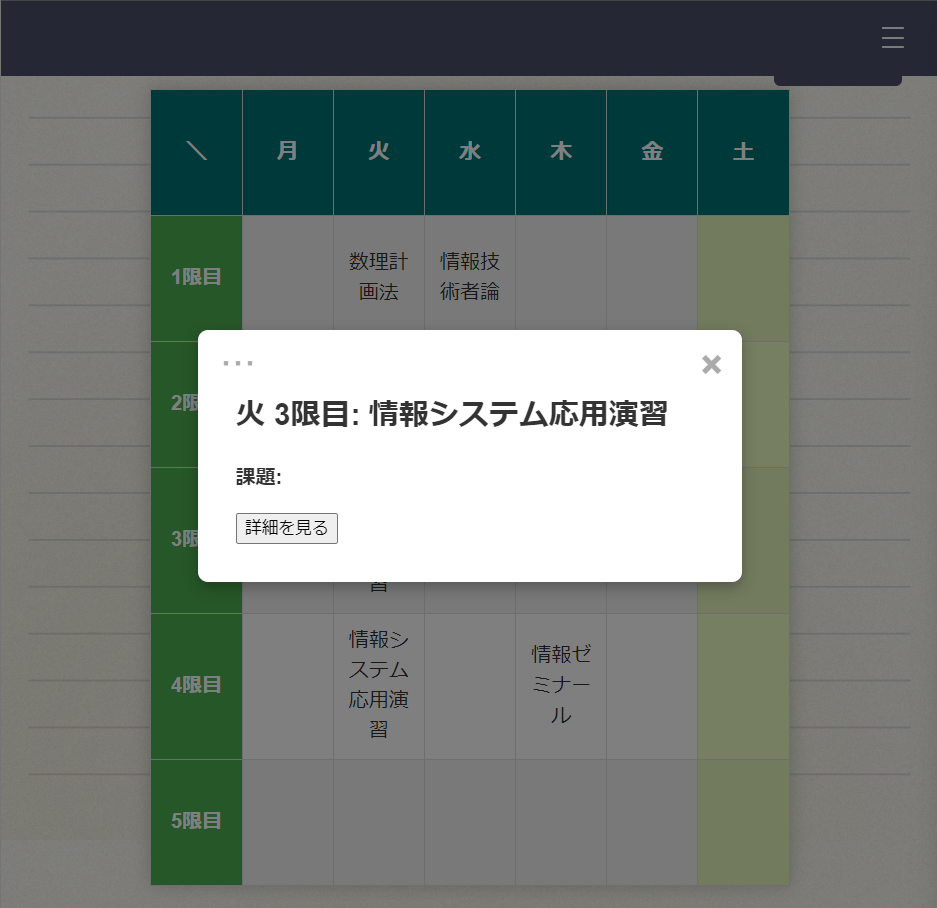 ＼ 月 火 水 木 金 土
1限目
数理計
画法
情報技
術者論
2限
…
×
火 3限目: 情報システム応用演習
課題:
詳細を見る
3限
習
4限目
情報シ
ステム
応用演
習
情報ゼ
ミナー
ル
5限目